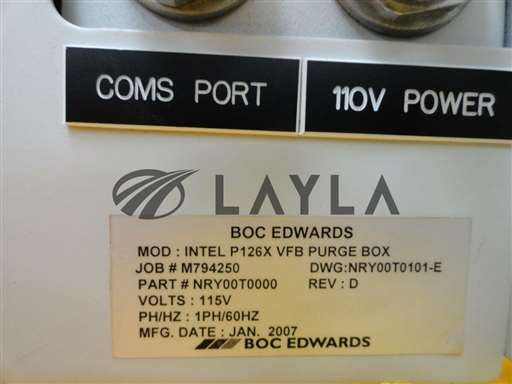 COMS PORT
110V POWER
LAYLA
BOC EDWARDS
MOD : INTEL P126X VFB PURGE BOX
JOB # M794250 DWG:NRY00T0101-E
PART # NRY00T0000 REV : D
VOLTS : 115V
PH/HZ : 1PH/60HZ
MFG. DATE : JAN. 2007
BOC EDWARDS